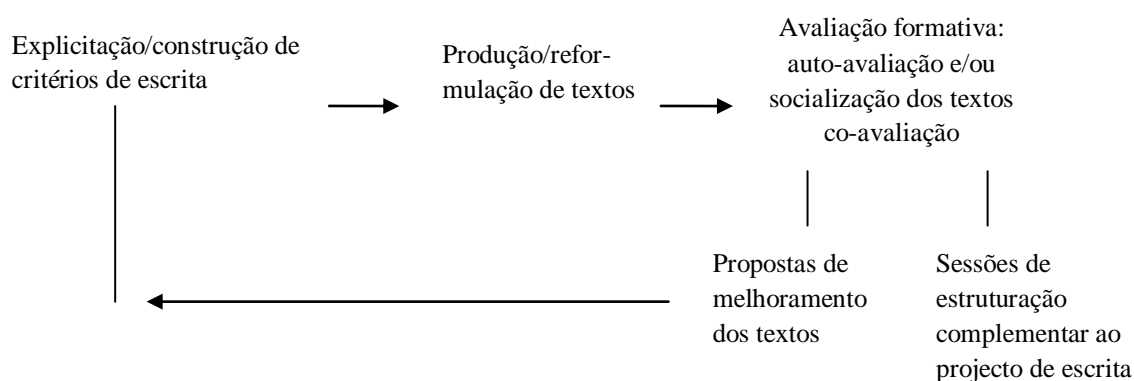 Explicitação/construção de
critérios de escrita
Produção/refor-
mulação de textos
Avaliação formativa:
auto-avaliação e/ou
socialização dos textos
co-avaliação
Propostas de
melhoramento
dos textos
Sessões de
estruturação
complementar ao
projecto de escrita